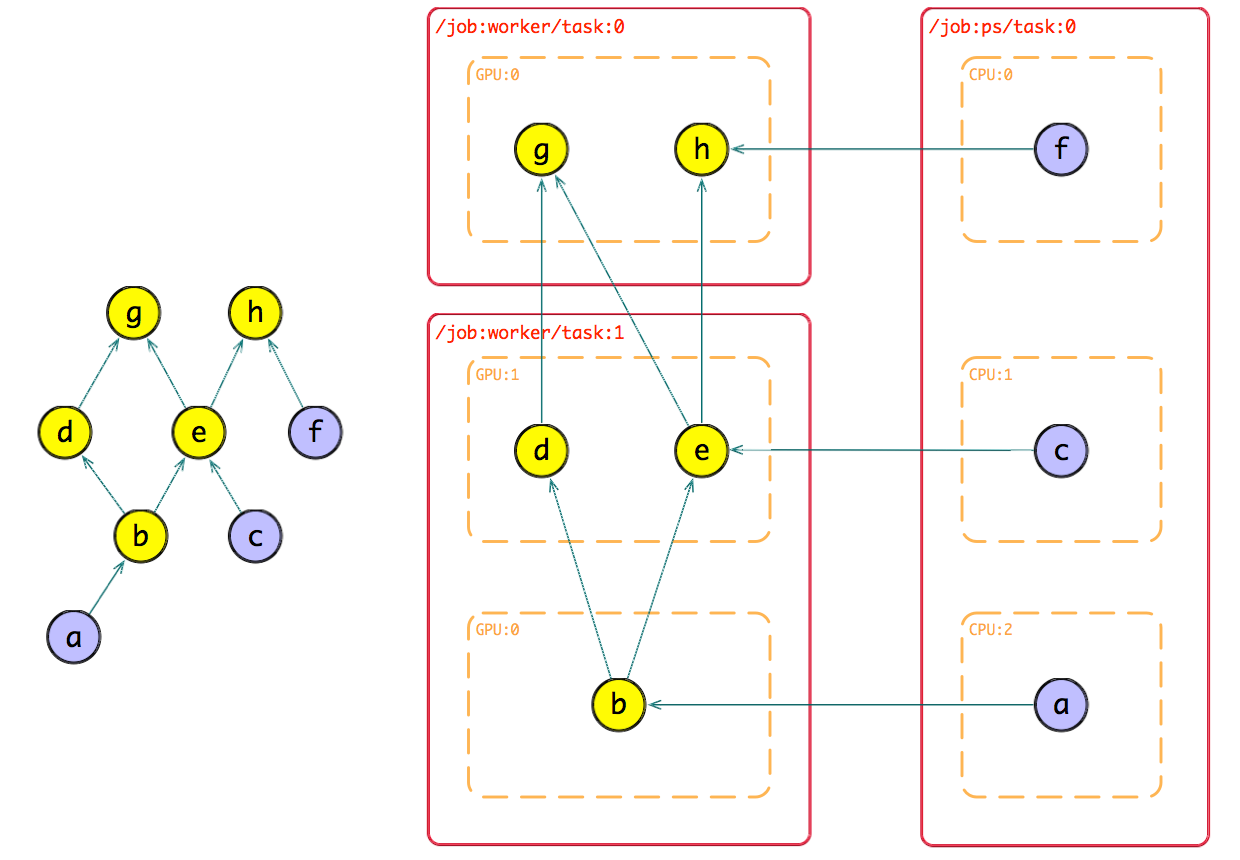 g
h
d
e
f
b
c
a
/job:worker/task:0
GPU:0
g
h
/job:worker/task:1
GPU:1
d
e
GPU:0
b
/job:ps/task:0
CPU:0
f
CPU:1
c
CPU:2
a